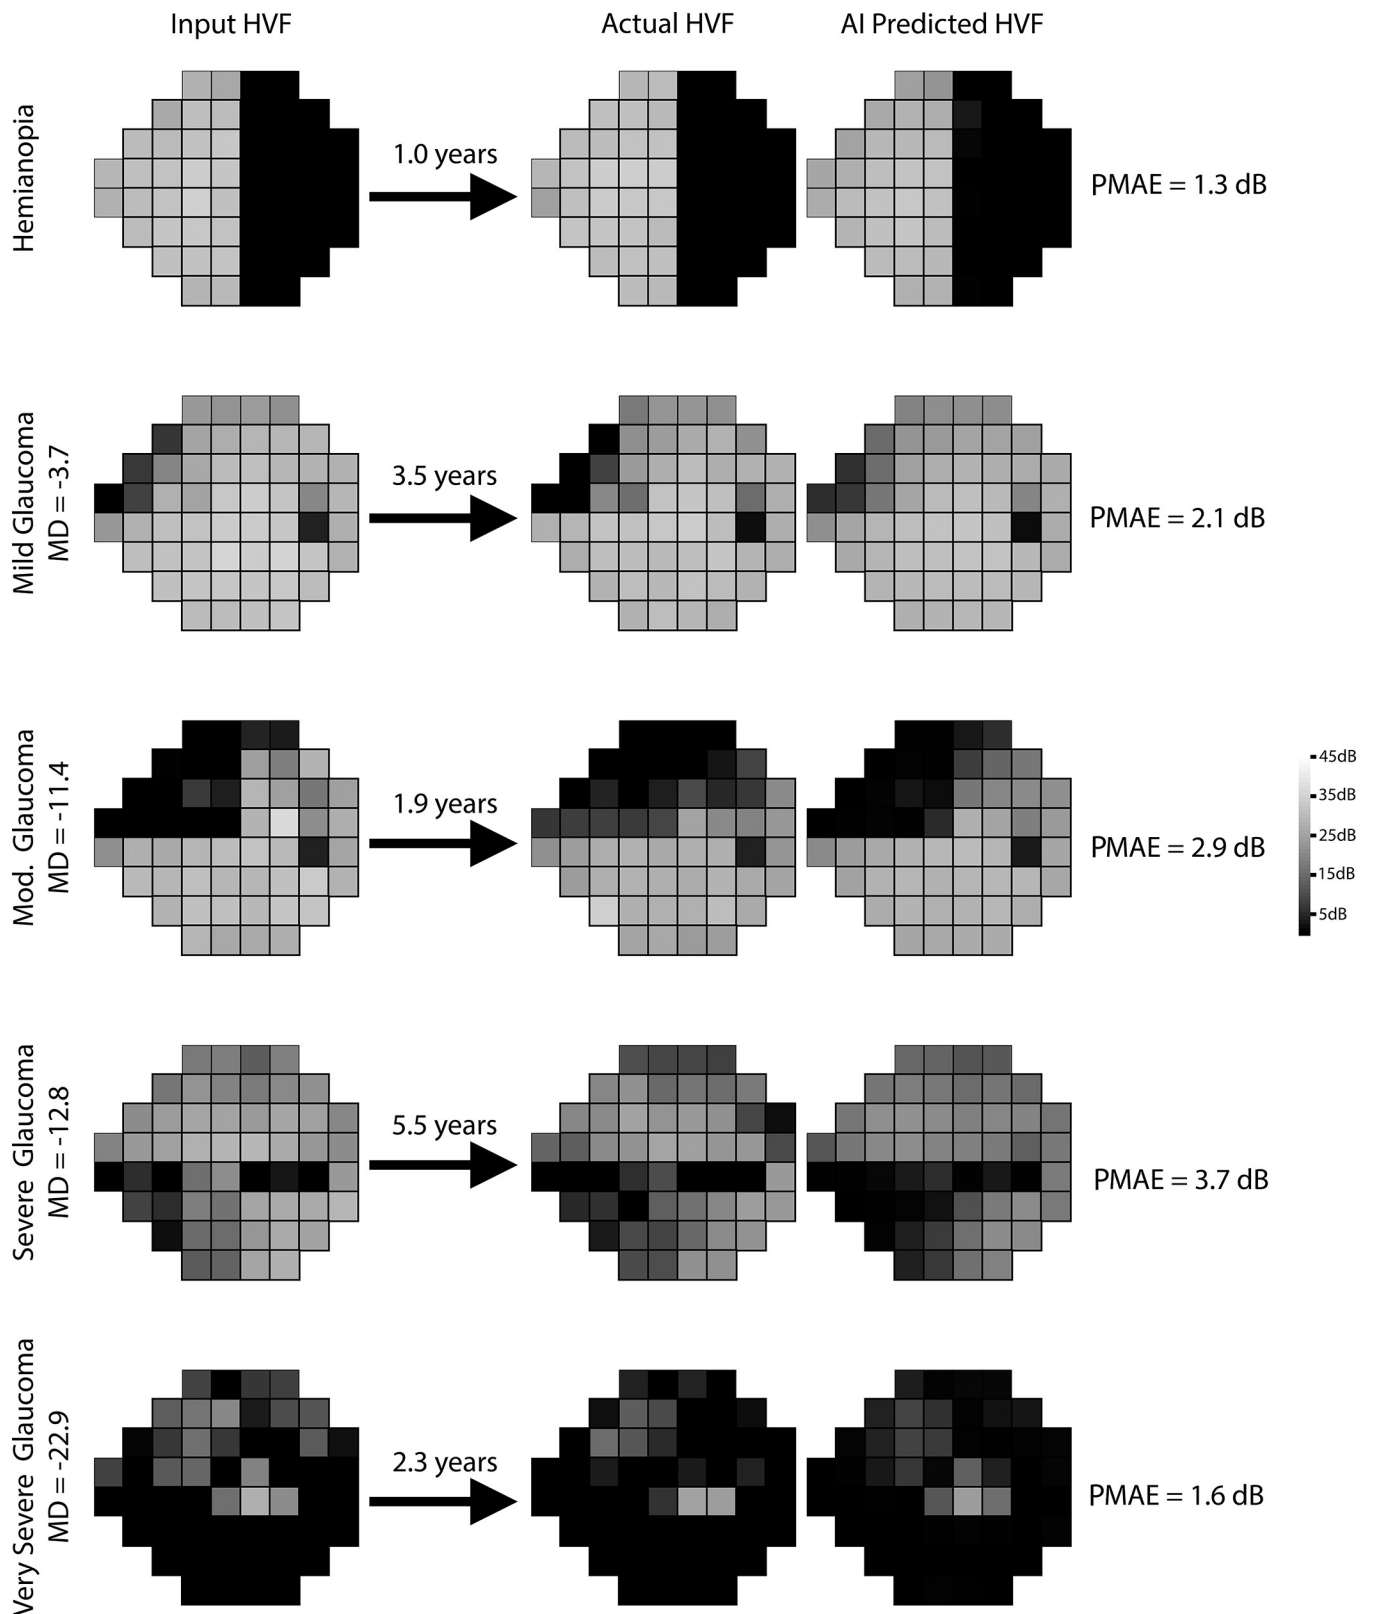 Input HVF
Actual HVF
AI Predicted HVF
Hemianopia
1.0 years
PMAE = 1.3 dB
Mild Glaucoma
MD = -3.7
3.5 years
PMAE = 2.1 dB
Mod. Glaucoma
MD = -11.4
1.9 years
PMAE = 2.9 dB
45dB
35dB
25dB
15dB
5dB
Severe Glaucoma
MD = -12.8
5.5 years
PMAE = 3.7 dB
Very Severe Glaucoma
MD = -22.9
2.3 years
PMAE = 1.6 dB